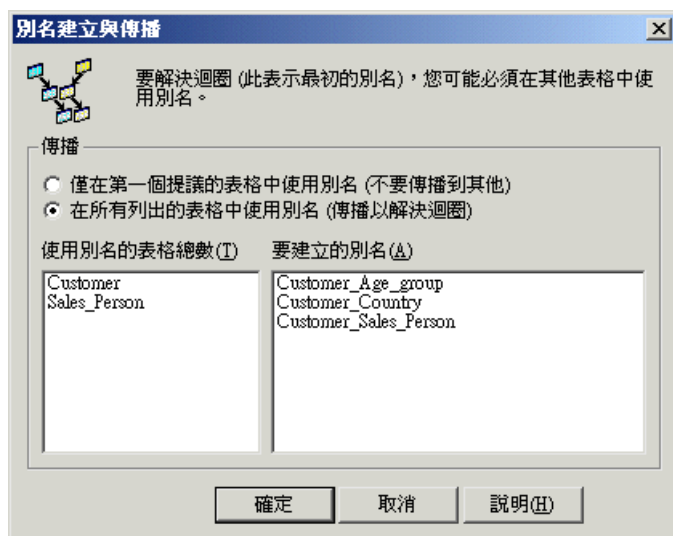 別名建立與傳播
要解決迴圈 (此表示最初的別名)，您可能必須在其他表格中使
用別名。
傳播
僅在第一個提議的表格中使用別名 (不要傳播到其他)
在所有列出的表格中使用別名 (傳播以解決迴圈)
使用別名的表格總數(T) 要建立的別名(A)
Customer Customer_Age_group
Sales_Person Customer_Country
Customer_Sales_Person
確定 取消 說明(H)